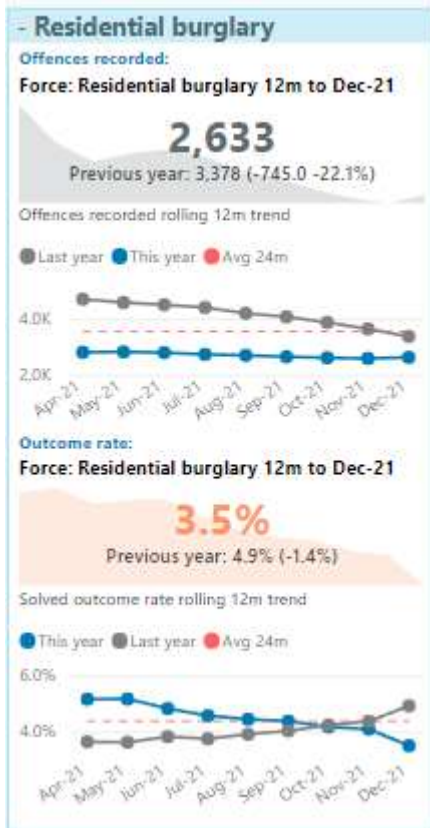 - Residential burglary
Offences recorded:
Force: Residential burglary 12m to Dec-21
2,633
Previous year: 3,378 (-745.0 -22.1%)
Offences recorded rolling 12m trend
Last year This year Avg 24m
4.0K
2.0K
Apr-21 May-21 Jun-21 Jul-21 Aug-21 Sep-21 Oct-21 Nov-21 Dec-21
Outcome rate:
Force: Residential burglary 12m to Dec-21
3.5%
Previous year: 4.9% (-1.4%)
Solved outcome rate rolling 12m trend
This year Last year Avg 24m
6.0%
4.0%
Apr-21 May-21 Jun-21 Jul-21 Aug-21 Sep-21 Oct-21 Nov-21 Dec-21